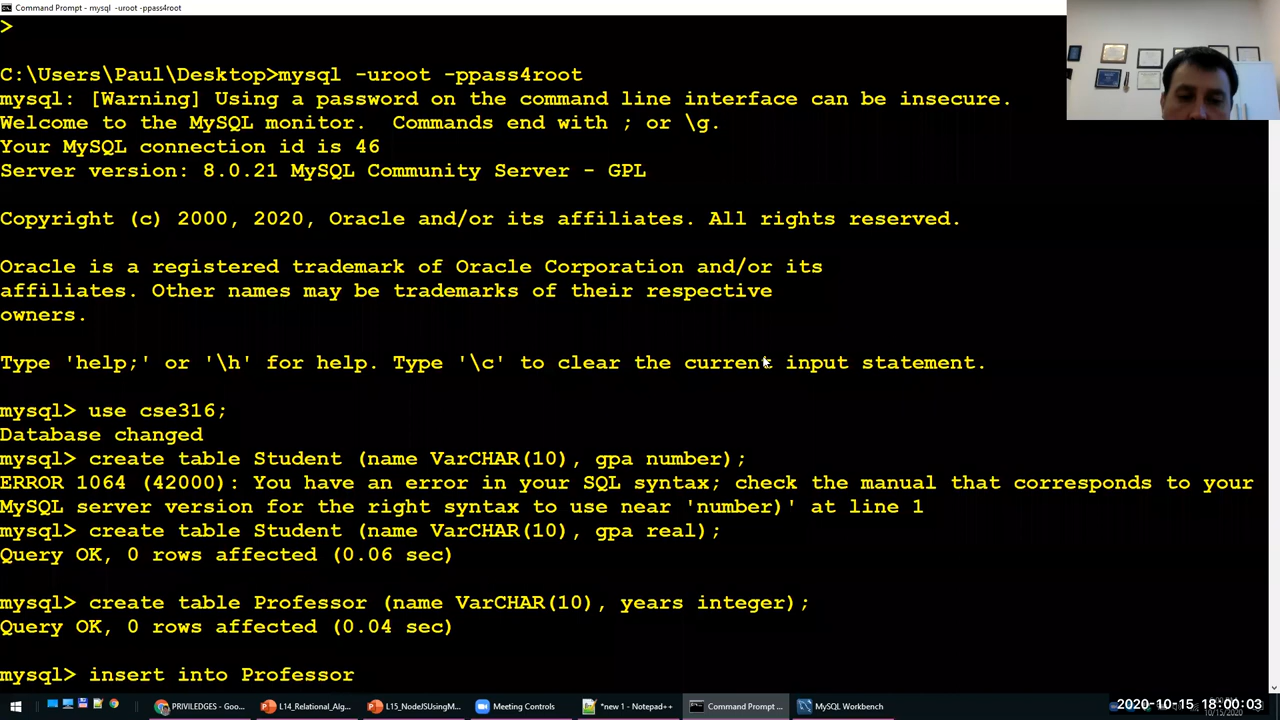 Command Prompt - mysql -uroot -ppass4root
>
C:\Users\Paul\Desktop>mysql -uroot -ppass4root
mysql: [Warning] Using a password on the command line interface can be insecure.
Welcome to the MySQL monitor.  Commands end with ; or \g.
Your MySQL connection id is 46
Server version: 8.0.21 MySQL Community Server - GPL
Copyright (c) 2000, 2020, Oracle and/or its affiliates. All rights reserved.
Oracle is a registered trademark of Oracle Corporation and/or its
affiliates. Other names may be trademarks of their respective
owners.
Type 'help;' or '\h' for help. Type '\c' to clear the current input statement.
mysql> use cse316;
Database changed
mysql> create table Student (name VarCHAR(10), gpa number);
ERROR 1064 (42000): You have an error in your SQL syntax; check the manual that corresponds to your
MySQL server version for the right syntax to use near 'number)' at line 1
mysql> create table Student (name VarCHAR(10), gpa real);
Query OK, 0 rows affected (0.06 sec)
mysql> create table Professor (name VarCHAR(10), years integer);
Query OK, 0 rows affected (0.04 sec)
mysql> insert into Professor
PRIVILEDGES - Goo... L14_Relational_Alg... L15_NodeJSUsingM... Meeting Controls *new 1 - Notepad++ Command Prompt ... MySQL Workbench 2020-10-15 18:00:03